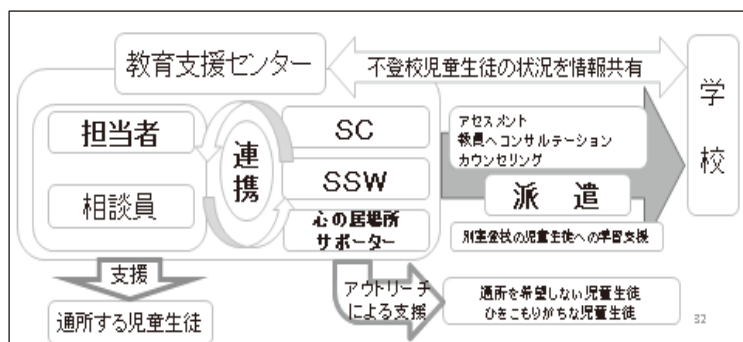 教育支援センター
不登校児童生徒の状況を情報共有
学校
担当者
相談員
連携
SC
SSW
心の居場所
サポーター
アセスメント
教員へコンサルテーション
カウンセリング
派遣
別室登校の児童生徒への学習支援
支援
通所する児童生徒
アウトリーチ
による支援
通所を希望しない児童生徒
ひきこもりがちな児童生徒
32